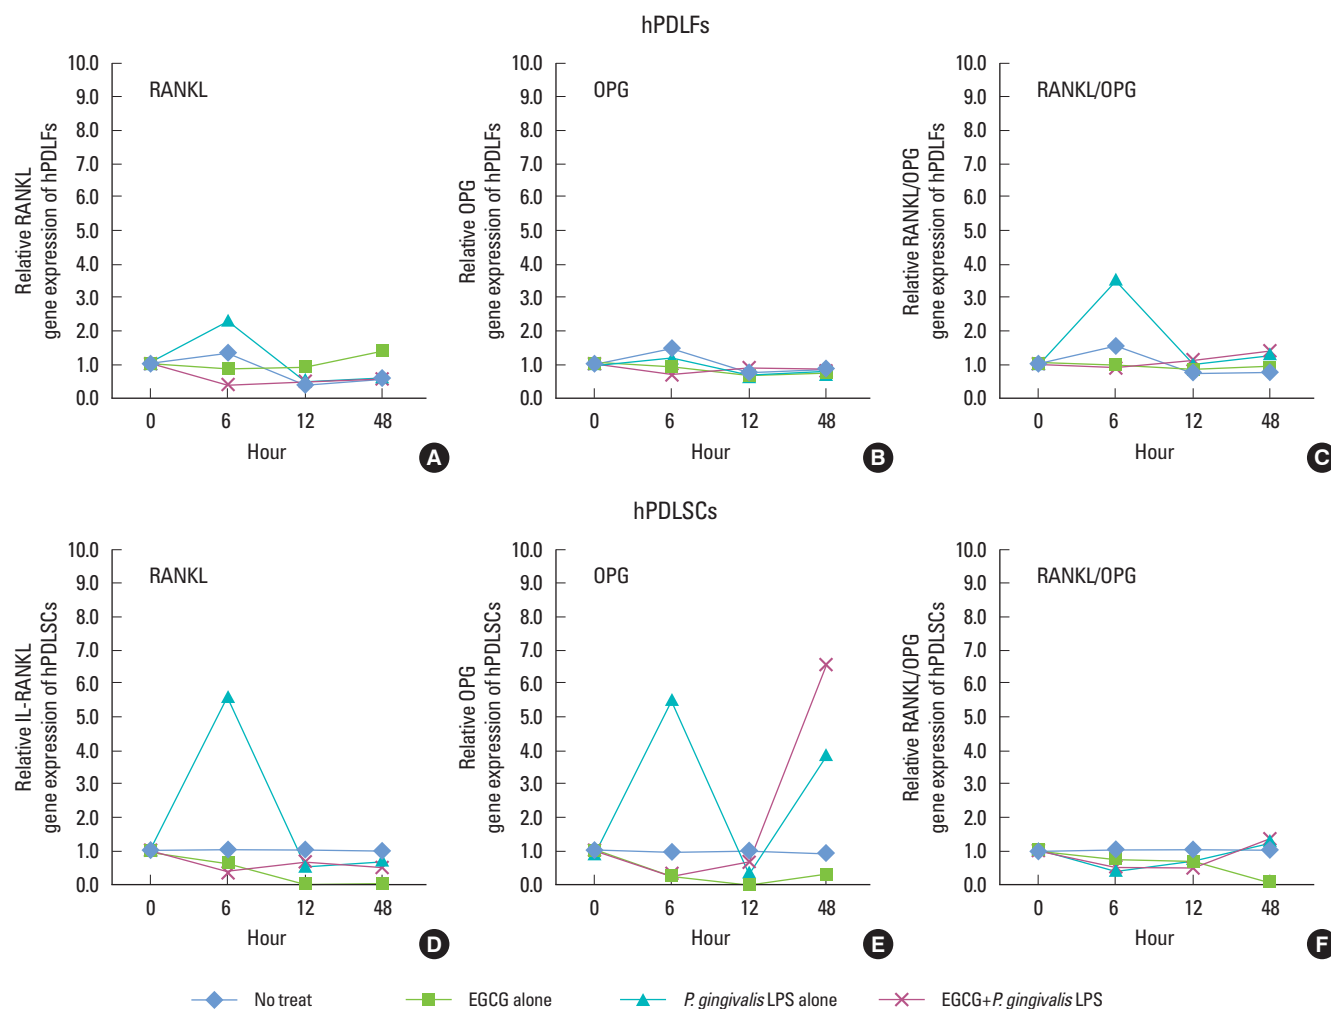 hPDLFs
RANKL
Relative RANKL
gene expression of hPDLFs
10.0
9.0
8.0
7.0
6.0
5.0
4.0
3.0
2.0
1.0
0.0
0 6 12 48
Hour
A
OPG
Relative OPG
gene expression of hPDLFs
10.0
9.0
8.0
7.0
6.0
5.0
4.0
3.0
2.0
1.0
0.0
0 6 12 48
Hour
B
RANKL/OPG
Relative RANKL/OPG
gene expression of hPDLFs
10.0
9.0
8.0
7.0
6.0
5.0
4.0
3.0
2.0
1.0
0.0
0 6 12 48
Hour
C
hPDLSCs
RANKL
Relative IL-RANKL
gene expression of hPDLSCs
10.0
9.0
8.0
7.0
6.0
5.0
4.0
3.0
2.0
1.0
0.0
0 6 12 48
Hour
D
OPG
Relative OPG
gene expression of hPDLSCs
10.0
9.0
8.0
7.0
6.0
5.0
4.0
3.0
2.0
1.0
0.0
0 6 12 48
Hour
E
RANKL/OPG
Relative RANKL/OPG
gene expression of hPDLSCs
10.0
9.0
8.0
7.0
6.0
5.0
4.0
3.0
2.0
1.0
0.0
0 6 12 48
Hour
F
No treat EGCG alone P. gingivalis LPS alone EGCG+P. gingivalis LPS